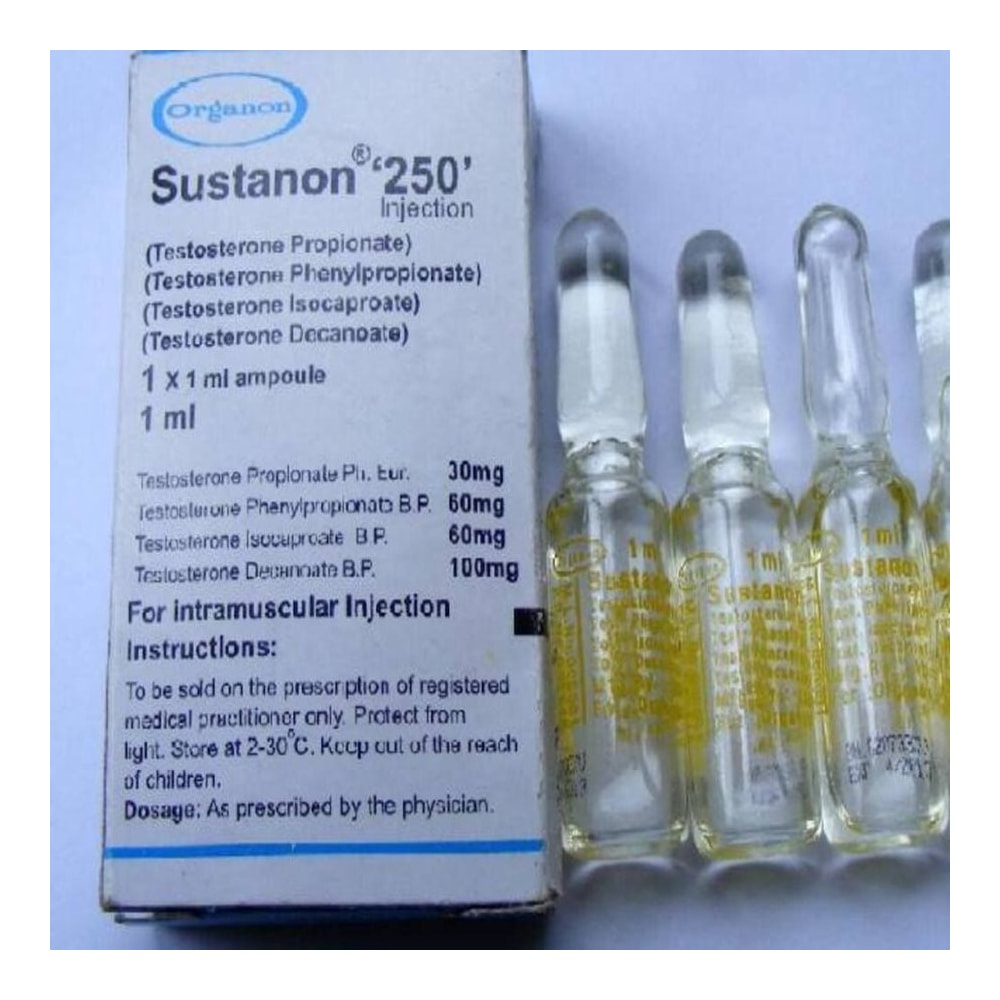 Organon
Sustanon® '250'
Injection
(Testosterone Propionate)
(Testosterone Phenylpropionate)
(Testosterone Isocaproate)
(Testosterone Decanoate)
1 x 1 ml ampoule
1 ml
Testosterone Propionate Ph. Eur. 30mg
Testosterone Phenylpropionate B.P. 60mg
Testosterone Isocaproate B.P. 60mg
Testosterone Decanoate B.P. 100mg
For intramuscular Injection
Instructions:
To be sold on the prescription of registered
medical practitioner only. Protect from
light. Store at 2-30°C. Keep out of the reach
of children.
Dosage: As prescribed by the physician.
1 m
Sustan
1 ml
Sustanon
1 ml
Sustanon